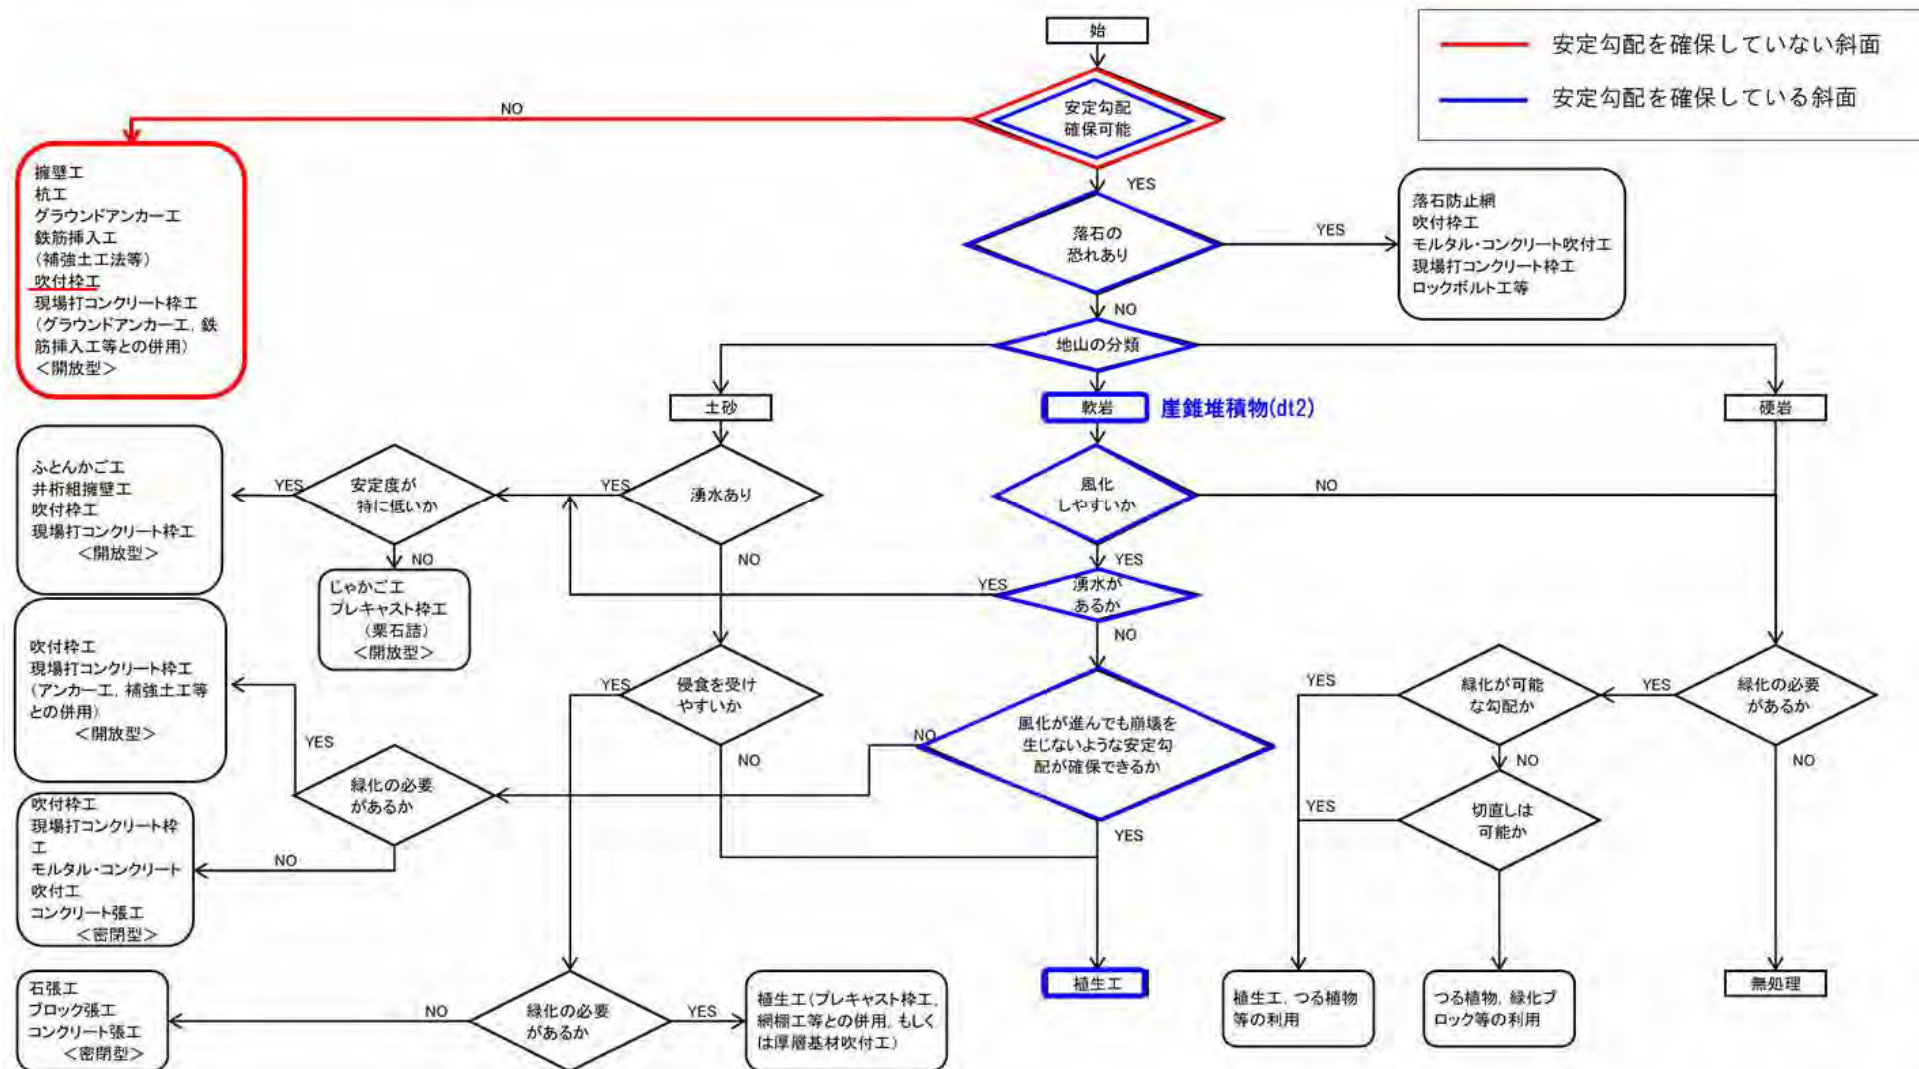 始
安定勾配を確保していない斜面
安定勾配を確保している斜面
安定勾配
確保可能
NO
YES
擁壁工
杭工
グラウンドアンカー工
鉄筋挿入工
(補強土工法等)
吹付枠工
現場打コンクリート枠工
(グラウンドアンカー工, 鉄
筋挿入工等との併用)
<開放型>
落石の
恐れあり
YES
NO
落石防止網
吹付枠工
モルタル・コンクリート吹付工
現場打コンクリート枠工
ロックボルト工等
地山の分類
土砂
軟岩
崖錐堆積物(dt2)
硬岩
ふとんかご工
井桁組擁壁工
吹付枠工
現場打コンクリート枠工
<開放型>
YES
安定度が
特に低いか
NO
YES
湧水あり
NO
風化
しやすいか
NO
YES
じゃかご工
プレキャスト枠工
(栗石詰)
<開放型>
YES
湧水が
あるか
NO
吹付枠工
現場打コンクリート枠工
(アンカー工, 補強土工等
との併用)
<開放型>
YES
侵食を受け
やすいか
NO
NO
風化が進んでも崩壊を
生じないような安定勾
配が確保できるか
YES
YES
緑化が可能
な勾配か
NO
YES
緑化の必要
があるか
NO
YES
緑化の必要
があるか
NO
YES
切直しは
可能か
吹付枠工
現場打コンクリート枠
工
モルタル・コンクリート
吹付工
コンクリート張工
<密閉型>
石張工
ブロック張工
コンクリート張工
<密閉型>
NO
緑化の必要
があるか
YES
植生工(プレキャスト枠工,
網柵工等との併用, もしく
は厚層基材吹付工)
植生工
植生工, つる植物
等の利用
つる植物, 緑化ブ
ロック等の利用
無処理